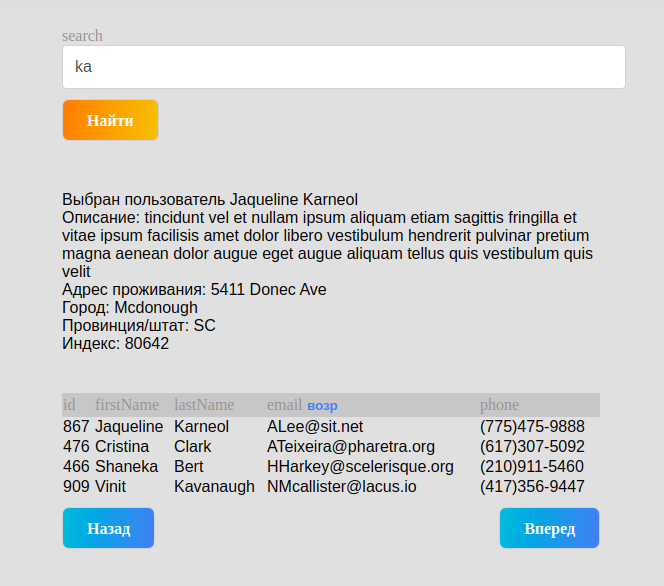 search
ka
Найти
Выбран пользователь Jaqueline Karneol
Описание: tincidunt vel et nullam ipsum aliquam etiam sagittis fringilla et
vitae ipsum facilisis amet dolor libero vestibulum hendrerit pulvinar pretium
magna aenean dolor augue eget augue aliquam tellus quis vestibulum quis
velit
Адрес проживания: 5411 Donec Ave
Город: Mcdonough
Провинция/штат: SC
Индекс: 80642
id firstName lastName email возр phone
867 Jaqueline Karneol ALee@sit.net (775)475-9888
476 Cristina Clark ATeixeira@pharetra.org (617)307-5092
466 Shaneka Bert HHarkey@scelerisque.org (210)911-5460
909 Vinit Kavanaugh NMcallister@lacus.io (417)356-9447
Назад Вперед